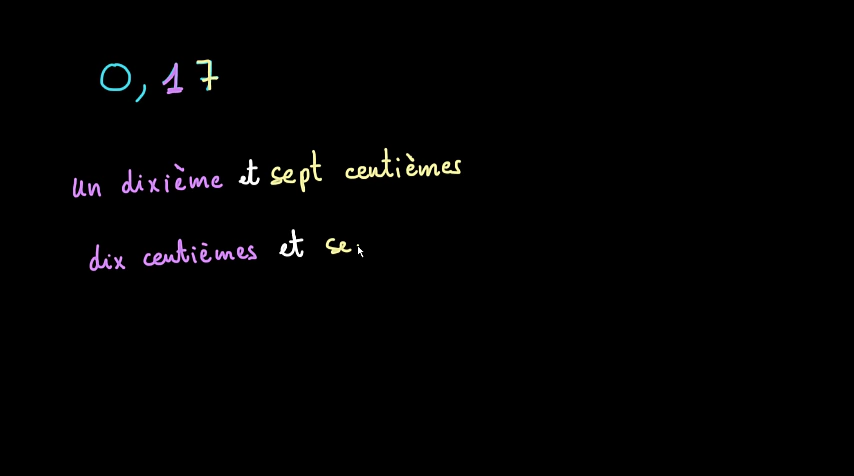 0,17
un dixième et sept centièmes
dix centièmes et se